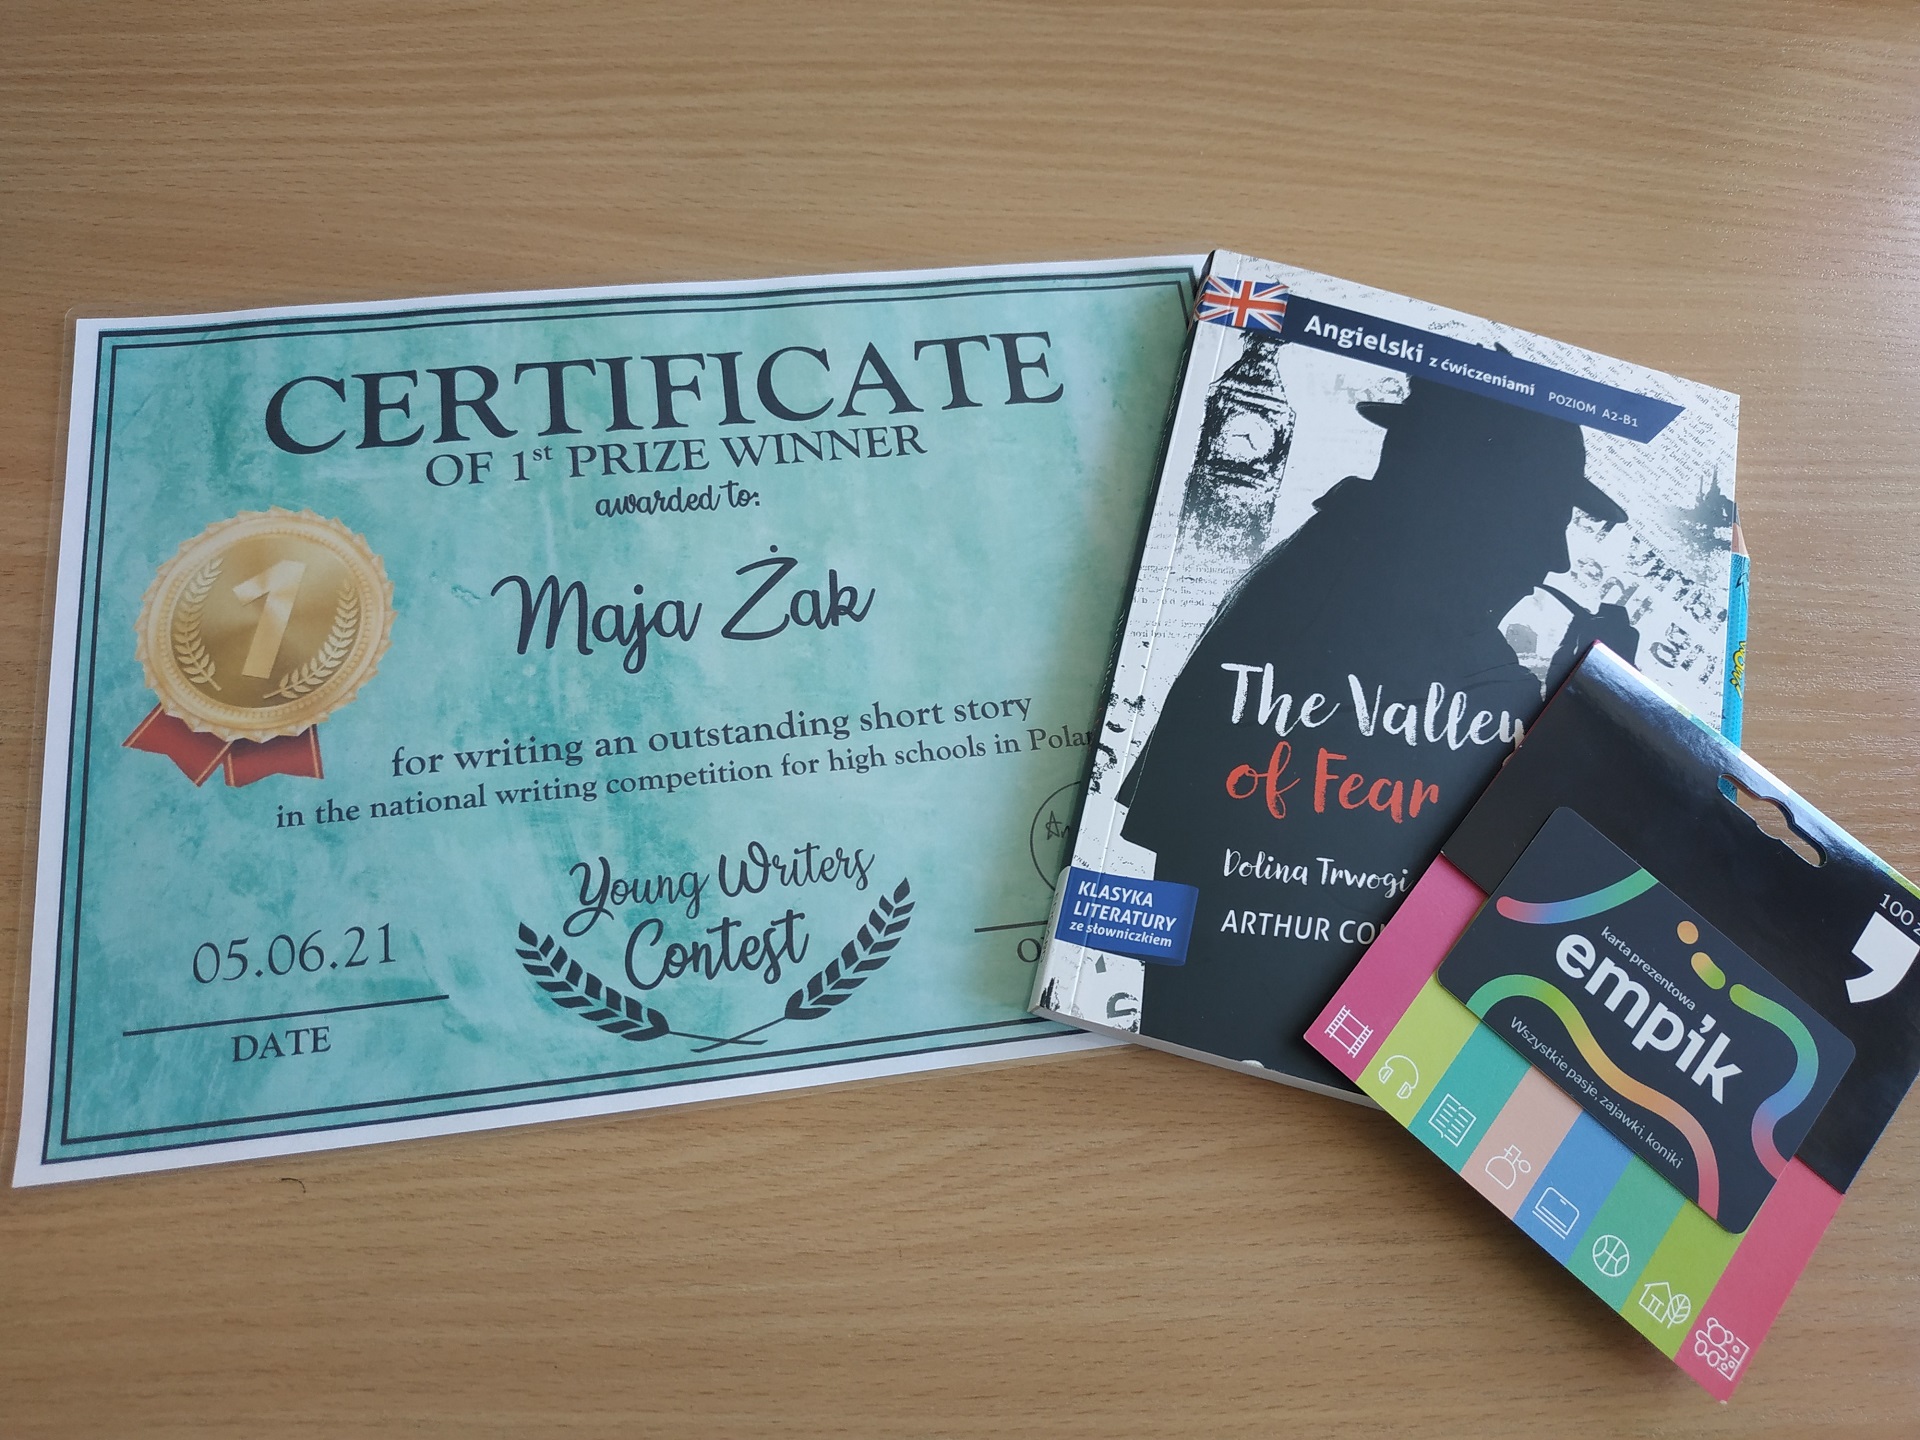 CERTIFICATE
OF 1st PRIZE WINNER
awarded to:
Maja Żak
for writing an outstanding short story
in the national writing competition for high schools in Polan
Young Writers
Contest
05.06.21
DATE
Angielski z ćwiczeniami POZIOM A2-B1
The Valley
of Fear
Dolina Trwogi
ARTHUR CO
KLASYKA
LITERATURY
ze słowniczkiem
100 z
karta prezentowa
empik
Wszystkie pasje, zajawki, koniki